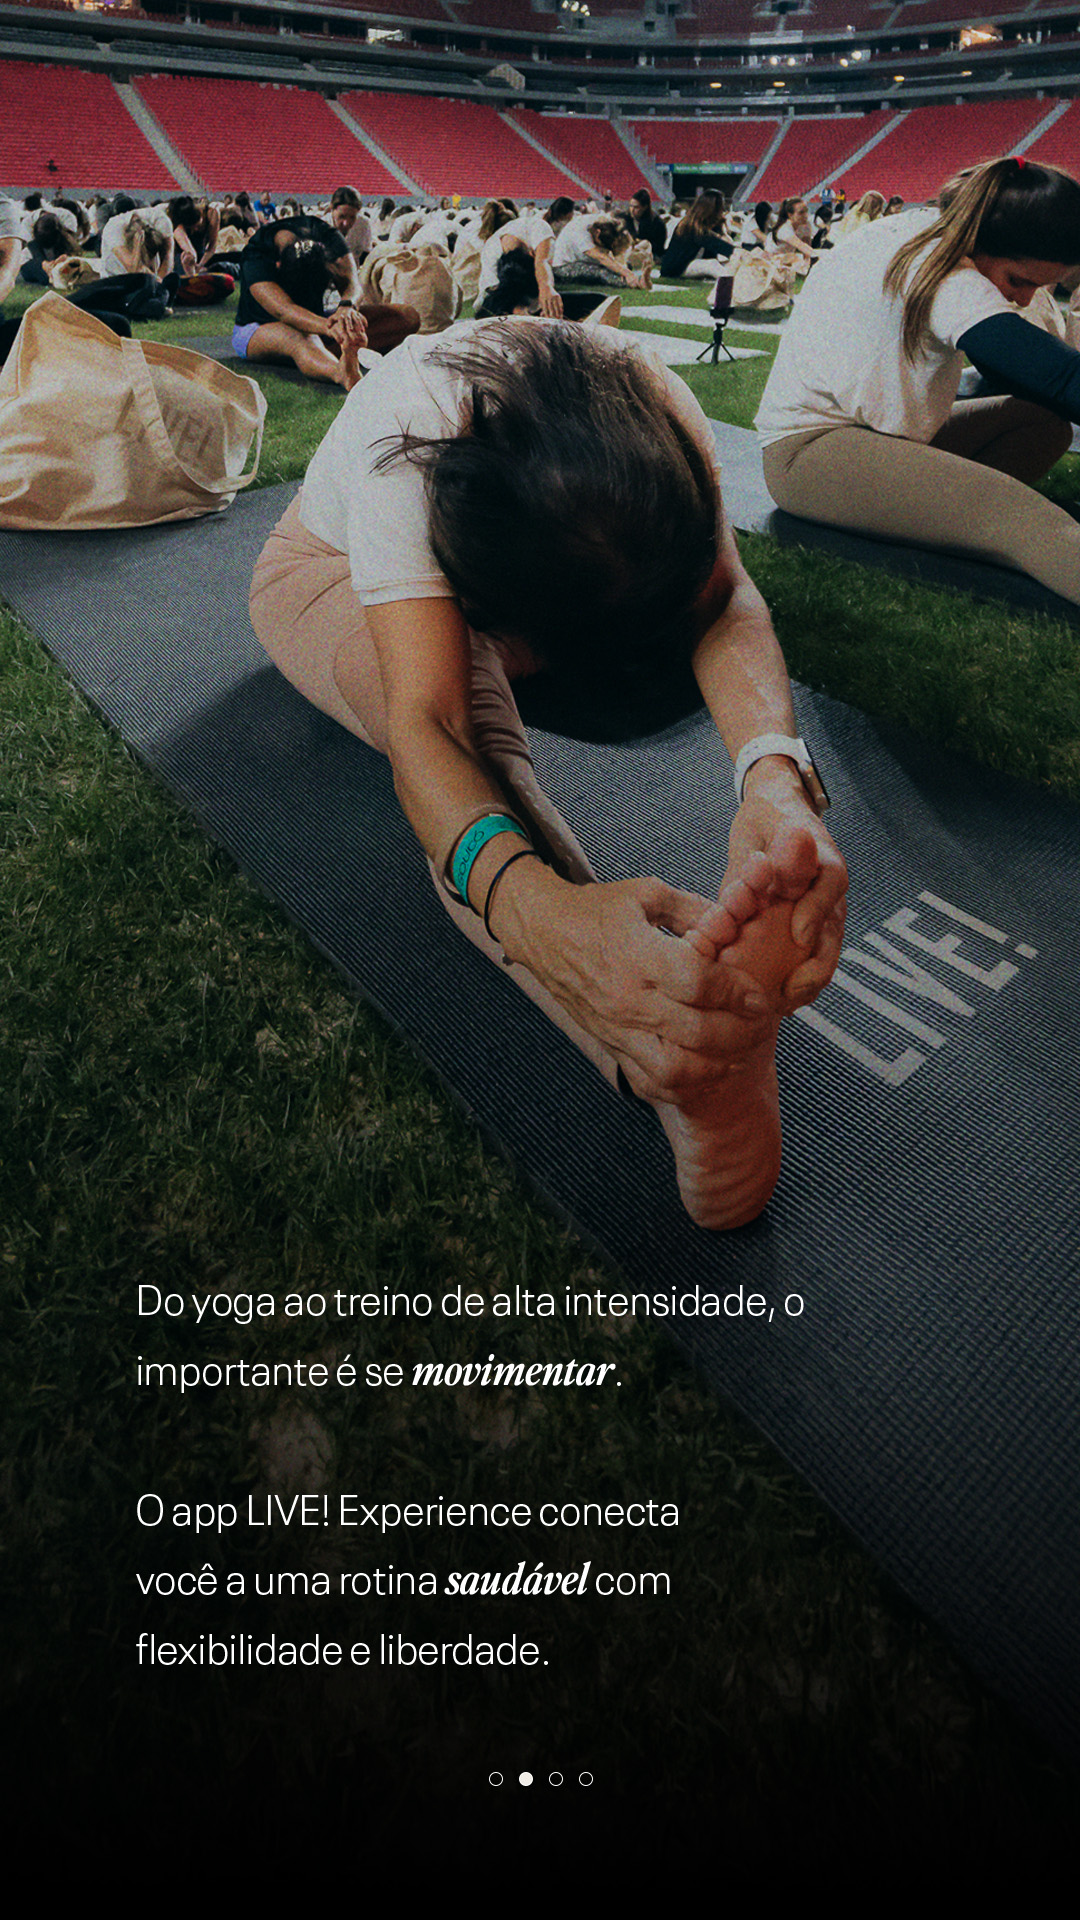 LIVE!
Do yoga ao treino de alta intensidade, o
importante é se movimentar.
O app LIVE! Experience conecta
você a uma rotina saudável com
flexibilidade e liberdade.